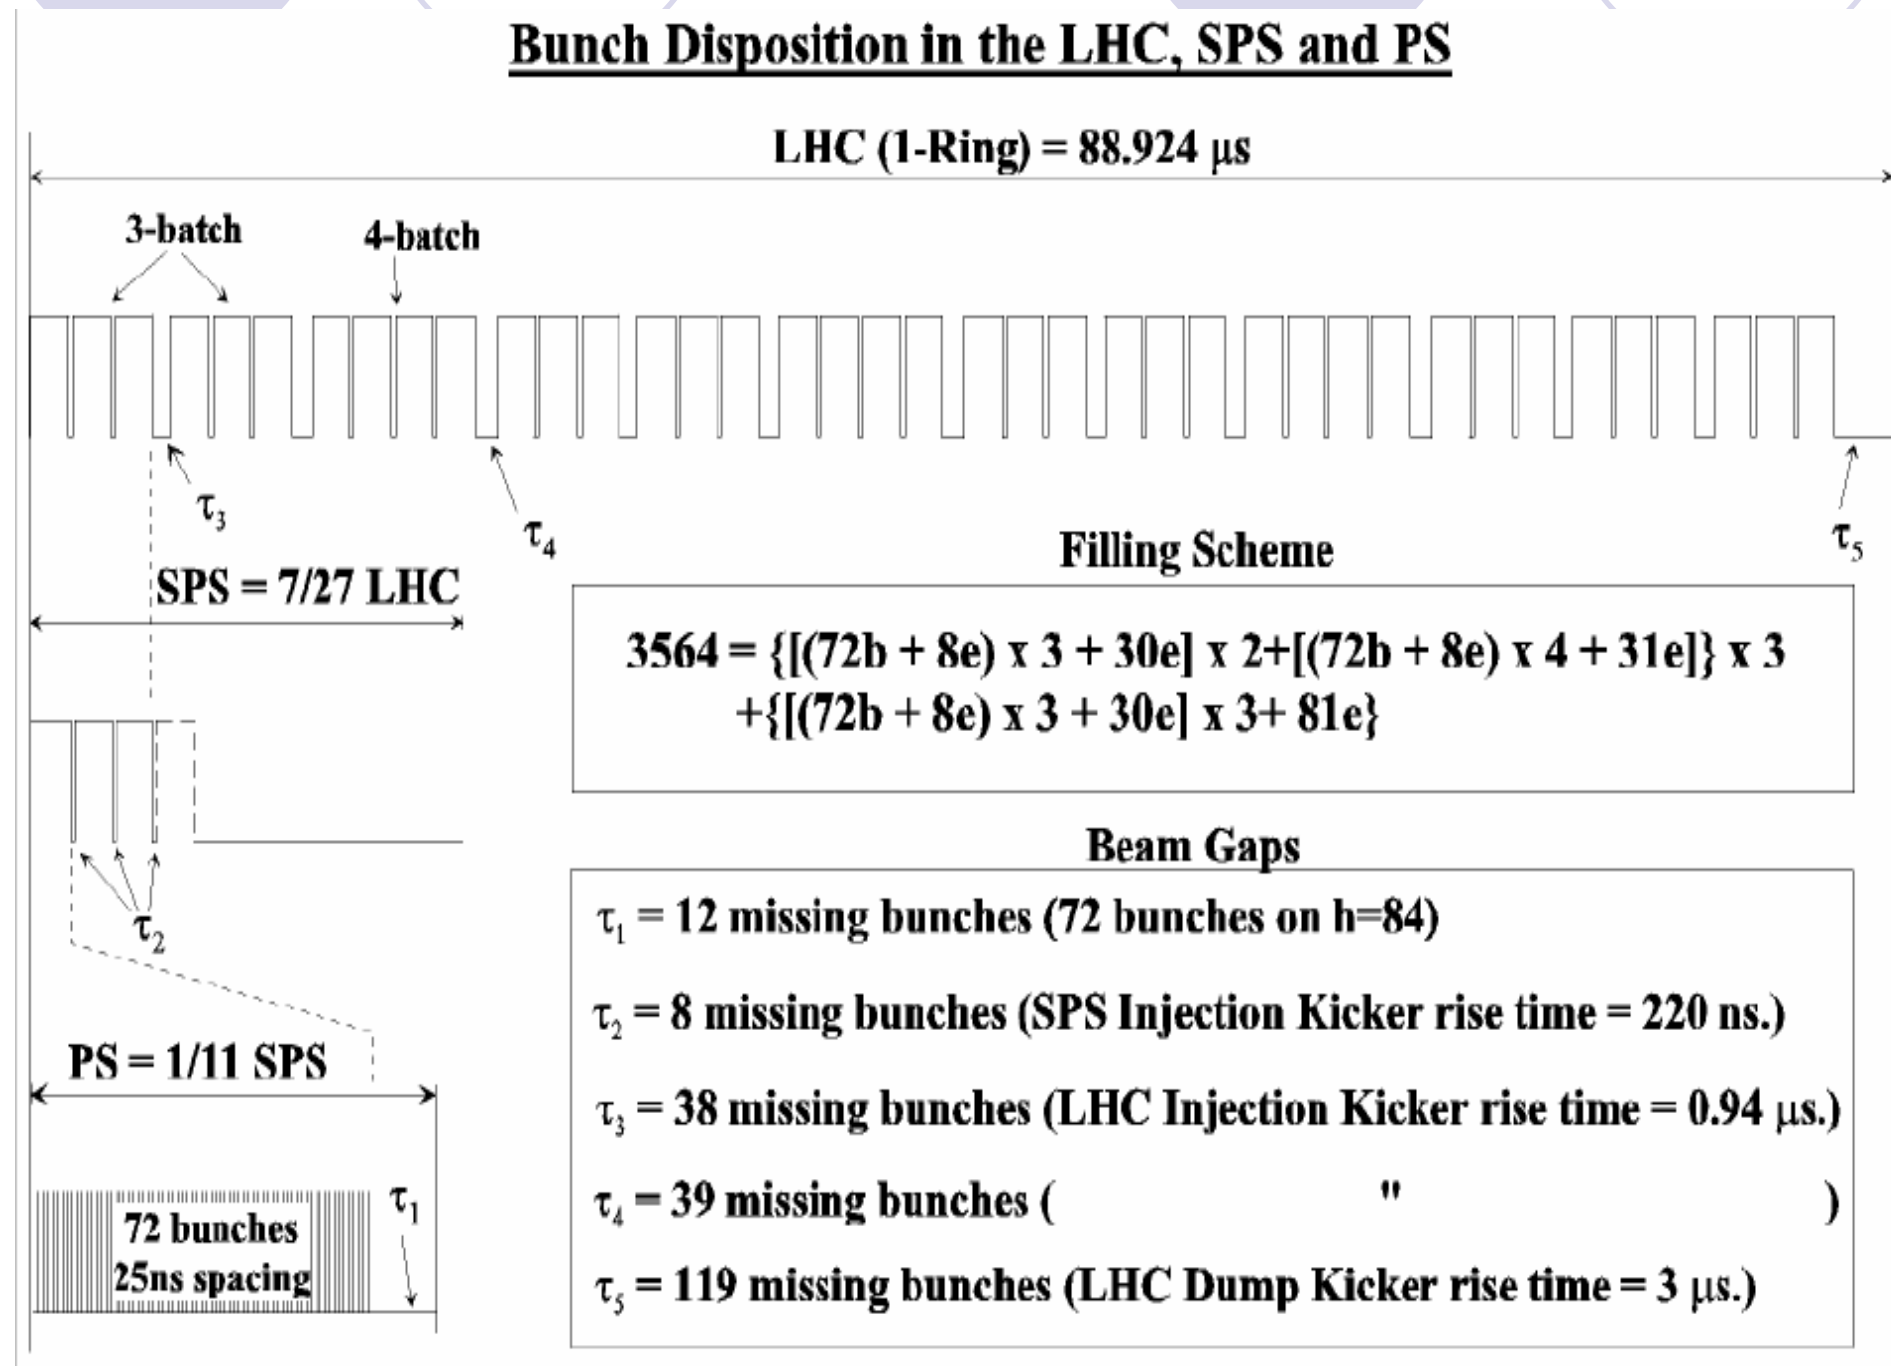 Bunch Disposition in the LHC, SPS and PS
LHC (1-Ring) = 88.924 μs
3-batch
4-batch
τ₃
τ₄
τ₅
SPS = 7/27 LHC
Filling Scheme
3564 = {[(72b + 8e) x 3 + 30e] x 2+[(72b + 8e) x 4 + 31e]} x 3
+{[(72b + 8e) x 3 + 30e] x 3+ 81e}
τ₂
Beam Gaps
τ₁ = 12 missing bunches (72 bunches on h=84)
τ₂ = 8 missing bunches (SPS Injection Kicker rise time = 220 ns.)
τ₃ = 38 missing bunches (LHC Injection Kicker rise time = 0.94 μs.)
τ₄ = 39 missing bunches ( " )
τ₅ = 119 missing bunches (LHC Dump Kicker rise time = 3 μs.)
PS = 1/11 SPS
τ₁
72 bunches
25ns spacing